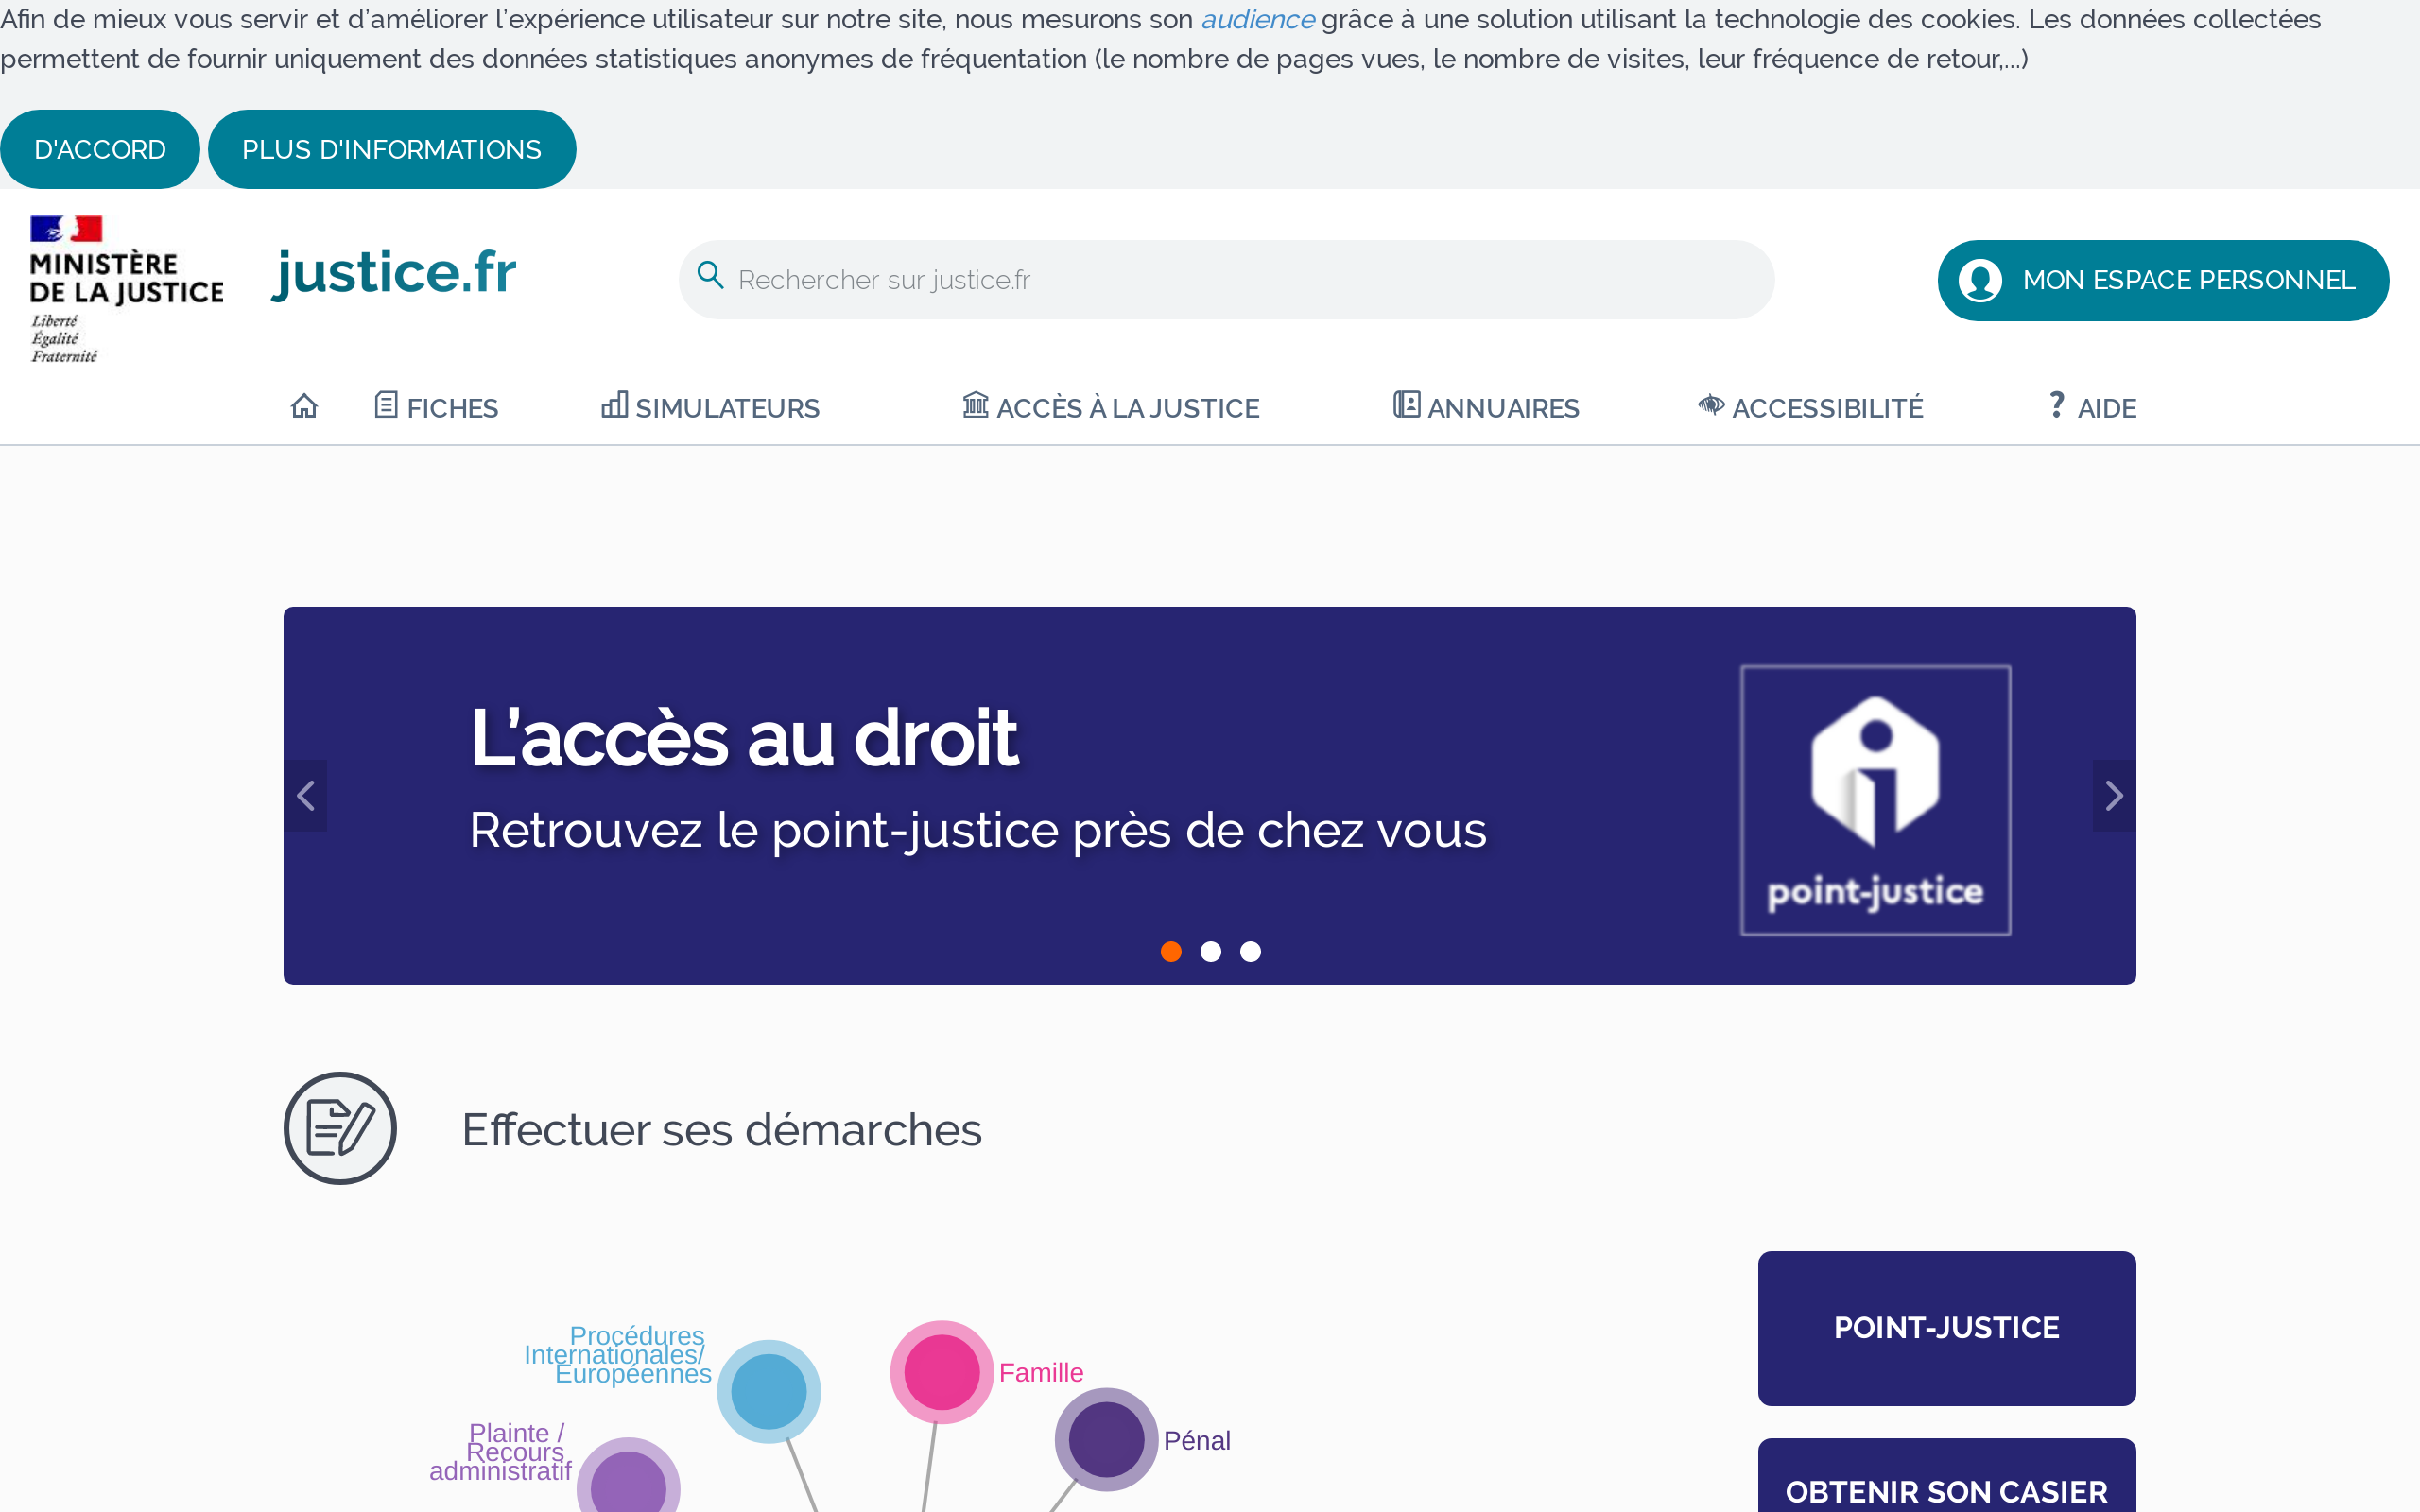 Afin de mieux vous servir et d’améliorer l’expérience utilisateur sur notre site, nous mesurons son audience grâce à une solution utilisant la technologie des cookies. Les données collectées
permettent de fournir uniquement des données statistiques anonymes de fréquentation (le nombre de pages vues, le nombre de visites, leur fréquence de retour,...)
D'ACCORD
PLUS D'INFORMATIONS
MINISTÈRE
DE LA JUSTICE
Liberté
Égalité
Fraternité
justice.fr
Rechercher sur justice.fr
MON ESPACE PERSONNEL
FICHES
SIMULATEURS
ACCÈS À LA JUSTICE
ANNUAIRES
ACCESSIBILITÉ
AIDE
L’accès au droit
Retrouvez le point-justice près de chez vous
point-justice
Effectuer ses démarches
Procédures
Internationales/
Européennes
Famille
Pénal
Plainte /
Recours
administratif
POINT-JUSTICE
OBTENIR SON CASIER